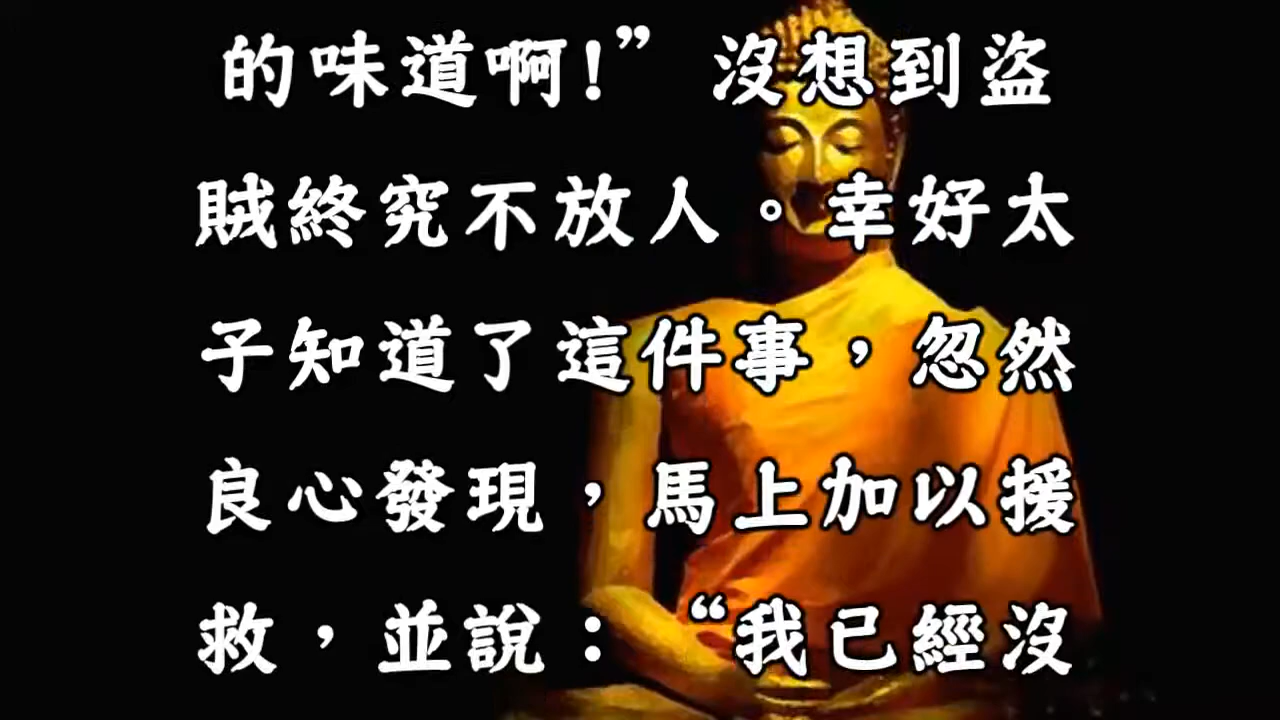 的味道啊!” 沒想到盜
賊終究不放人。幸好太
子知道了這件事，忽然
良心發現，馬上加以援
救，並說：“我已經沒